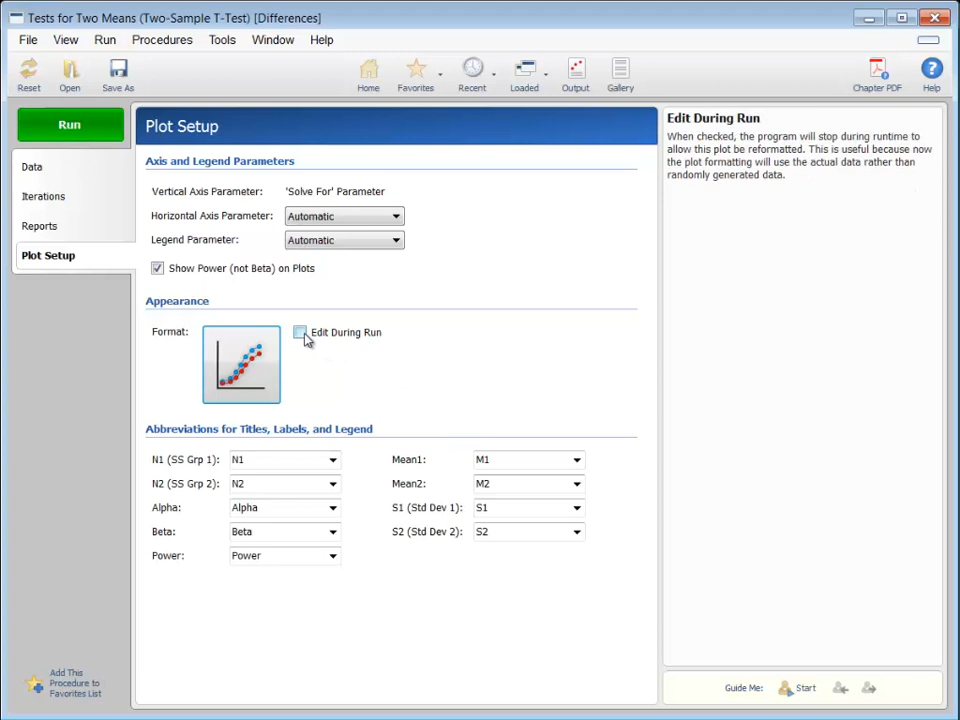 Tests for Two Means (Two-Sample T-Test) [Differences]
File View Run Procedures Tools Window Help
Reset Open Save As Home Favorites Recent Loaded Output Gallery Chapter PDF Help
Run
Data
Iterations
Reports
Plot Setup
Plot Setup
Axis and Legend Parameters
Vertical Axis Parameter: 'Solve For' Parameter
Horizontal Axis Parameter: Automatic
Legend Parameter: Automatic
Show Power (not Beta) on Plots
Appearance
Format: Edit During Run
Abbreviations for Titles, Labels, and Legend
N1 (SS Grp 1): N1 Mean1: M1
N2 (SS Grp 2): N2 Mean2: M2
Alpha: Alpha S1 (Std Dev 1): S1
Beta: Beta S2 (Std Dev 2): S2
Power: Power
Edit During Run
When checked, the program will stop during runtime to
allow this plot be reformatted. This is useful because now
the plot formatting will use the actual data rather than
randomly generated data.
Add This
Procedure to
Favorites List
Guide Me: Start